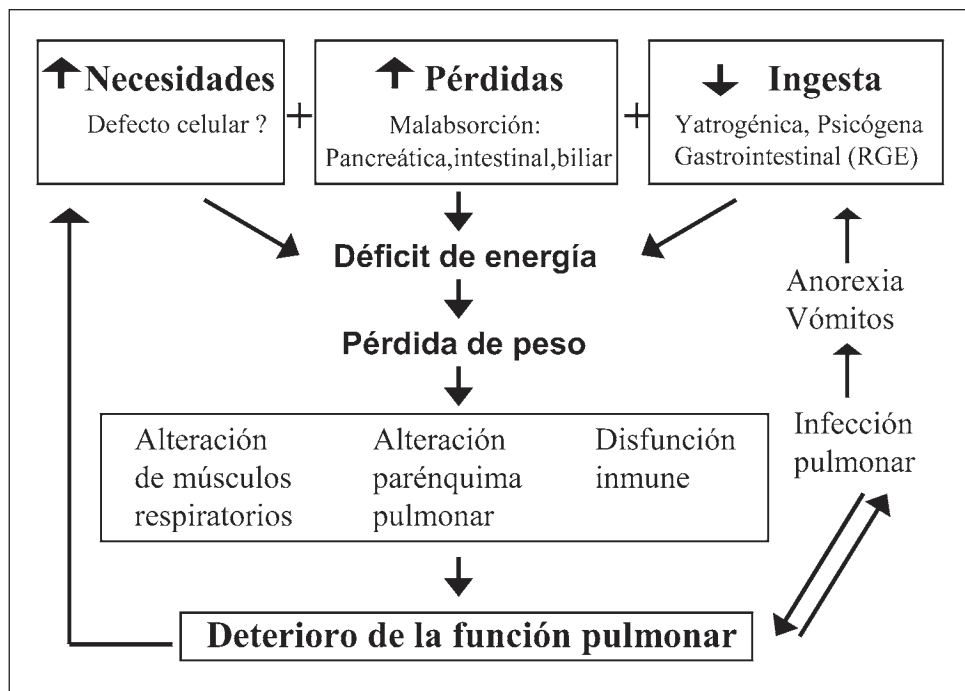 Necesidades
Defecto celular ?
+
Pérdidas
Malabsorción:
Pancreática,intestinal,biliar
+
Ingesta
Yatrogénica, Psicógena
Gastrointestinal (RGE)
Déficit de energía
Pérdida de peso
Anorexia
Vómitos
Infección
pulmonar
Alteración
de músculos
respiratorios
Alteración
parénquima
pulmonar
Disfunción
inmune
Deterioro de la función pulmonar